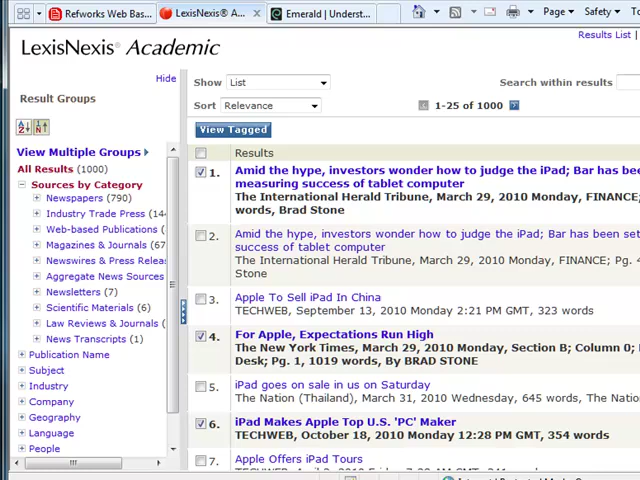 Refworks Web Bas...
LexisNexis® A...
Emerald | Underst...
Page
Safety
LexisNexis® Academic
Results List |
Hide
Result Groups
Show List
Search within results
Sort Relevance
1-25 of 1000
View Tagged
View Multiple Groups
All Results (1000)
Sources by Category
Newspapers (790)
Industry Trade Press (14
Web-based Publications (
Magazines & Journals (67
Newswires & Press Relea
Aggregate News Sources
Newsletters (7)
Scientific Materials (6)
Law Reviews & Journals (
News Transcripts (1)
Publication Name
Subject
Industry
Company
Geography
Language
People
Results
1. Amid the hype, investors wonder how to judge the iPad; Bar has bee
measuring success of tablet computer
The International Herald Tribune, March 29, 2010 Monday, FINANCE;
words, Brad Stone
2. Amid the hype, investors wonder how to judge the iPad; Bar has been set
success of tablet computer
The International Herald Tribune, March 29, 2010 Monday, FINANCE; Pg. 4
Stone
3. Apple To Sell iPad In China
TECHWEB, September 13, 2010 Monday 2:21 PM GMT, 323 words
4. For Apple, Expectations Run High
The New York Times, March 29, 2010 Monday, Section B; Column 0;
Desk; Pg. 1, 1019 words, By BRAD STONE
5. iPad goes on sale in us on Saturday
The Nation (Thailand), March 31, 2010 Wednesday, 645 words, The Natio
6. iPad Makes Apple Top U.S. 'PC' Maker
TECHWEB, October 18, 2010 Monday 12:28 PM GMT, 354 words
7. Apple Offers iPad Tours